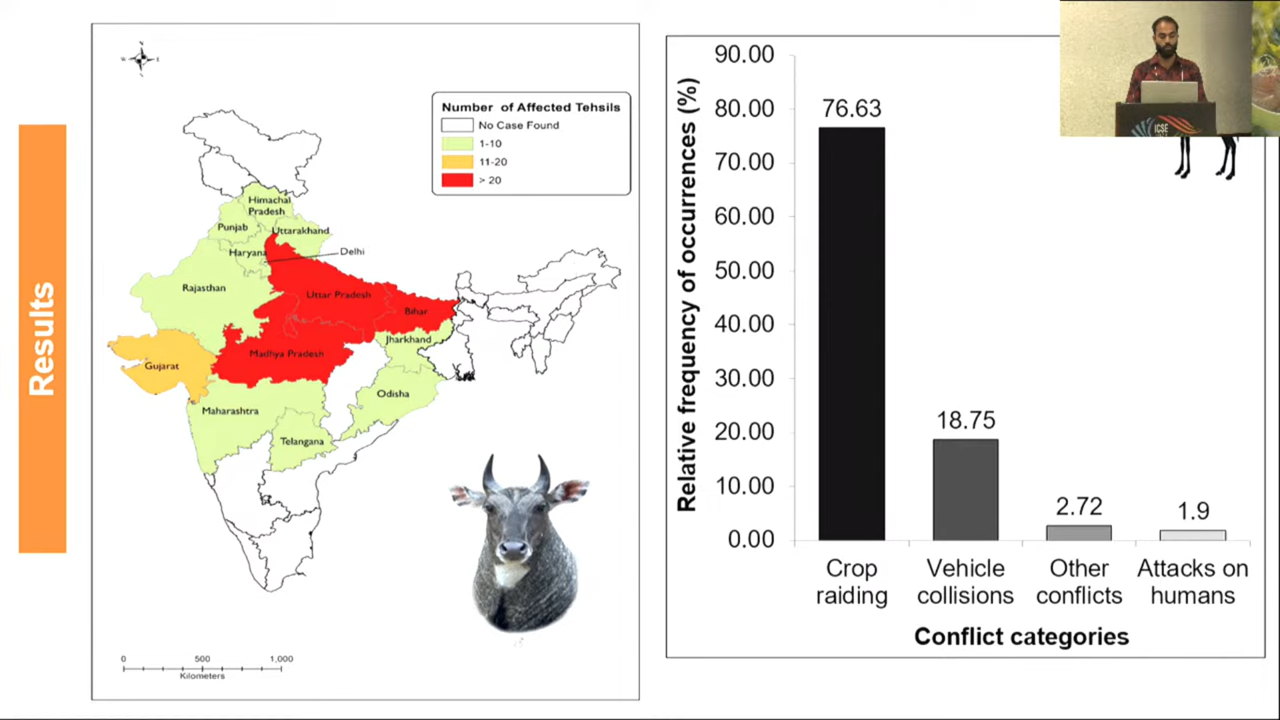 Results
N
W
E
S
Number of Affected Tehsils
No Case Found
1-10
11-20
> 20
Himachal
Pradesh
Punjab
Uttarakhand
Haryana
Delhi
Rajasthan
Uttar Pradesh
Bihar
Jharkhand
Madhya Pradesh
Gujarat
Odisha
Maharashtra
Telangana
0 500 1,000
Kilometers
Relative frequency of occurrences (%)
90.00
80.00
70.00
60.00
50.00
40.00
30.00
20.00
10.00
0.00
76.63
18.75
2.72
1.9
Crop
raiding
Vehicle
collisions
Other
conflicts
Attacks on
humans
Conflict categories
ICSE